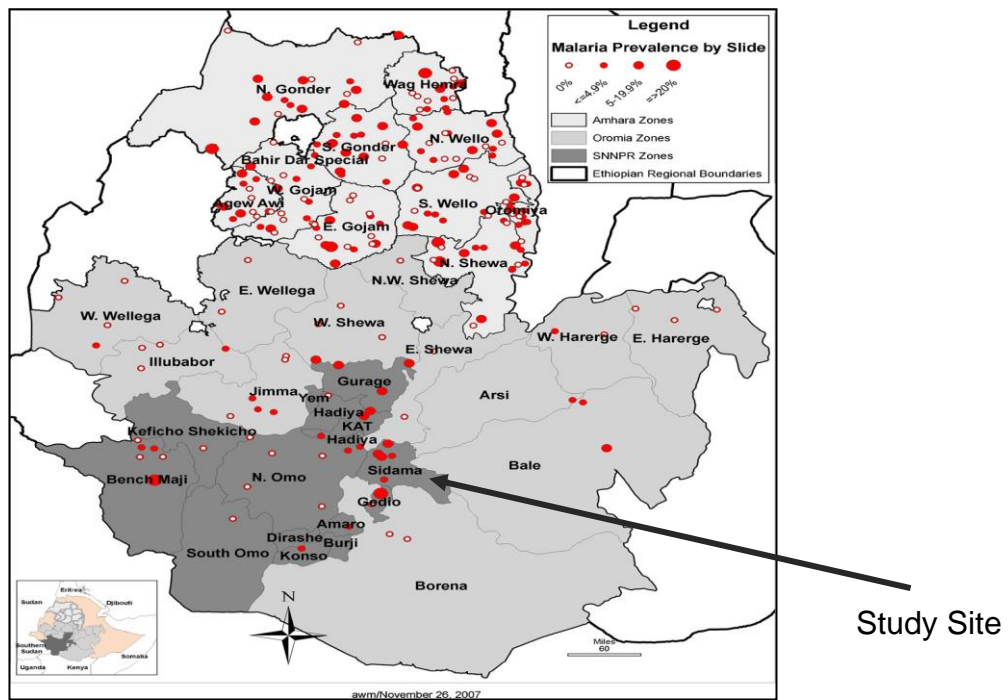 Legend
Malaria Prevalence by Slide
0%
<=4.9%
5-19.9%
=>20%
Amhara Zones
Oromia Zones
SNNPR Zones
Ethiopian Regional Boundaries
N. Gonder
Wag Hemra
S. Gonder
N. Wello
Bahir Dar Special
W. Gojam
Agew Awi
S. Wello
Oromiya
E. Gojam
N. Shewa
N.W. Shewa
E. Wellega
W. Wellega
W. Shewa
E. Shewa
W. Harerge
E. Harerge
Illubabor
Gurage
Arsi
Jimma
Yem
Hadiya
KAT
Hadiya
Keficho Shekicho
Sidama
Bale
Bench Maji
N. Omo
Gedio
Amaro
Dirashe
Burji
Konso
South Omo
Borena
Study Site
N
Miles
60
Eritrea
Sudan
Djibouti
Southern
Sudan
Somaba
Uganda
Kenya
awm/November 26, 2007